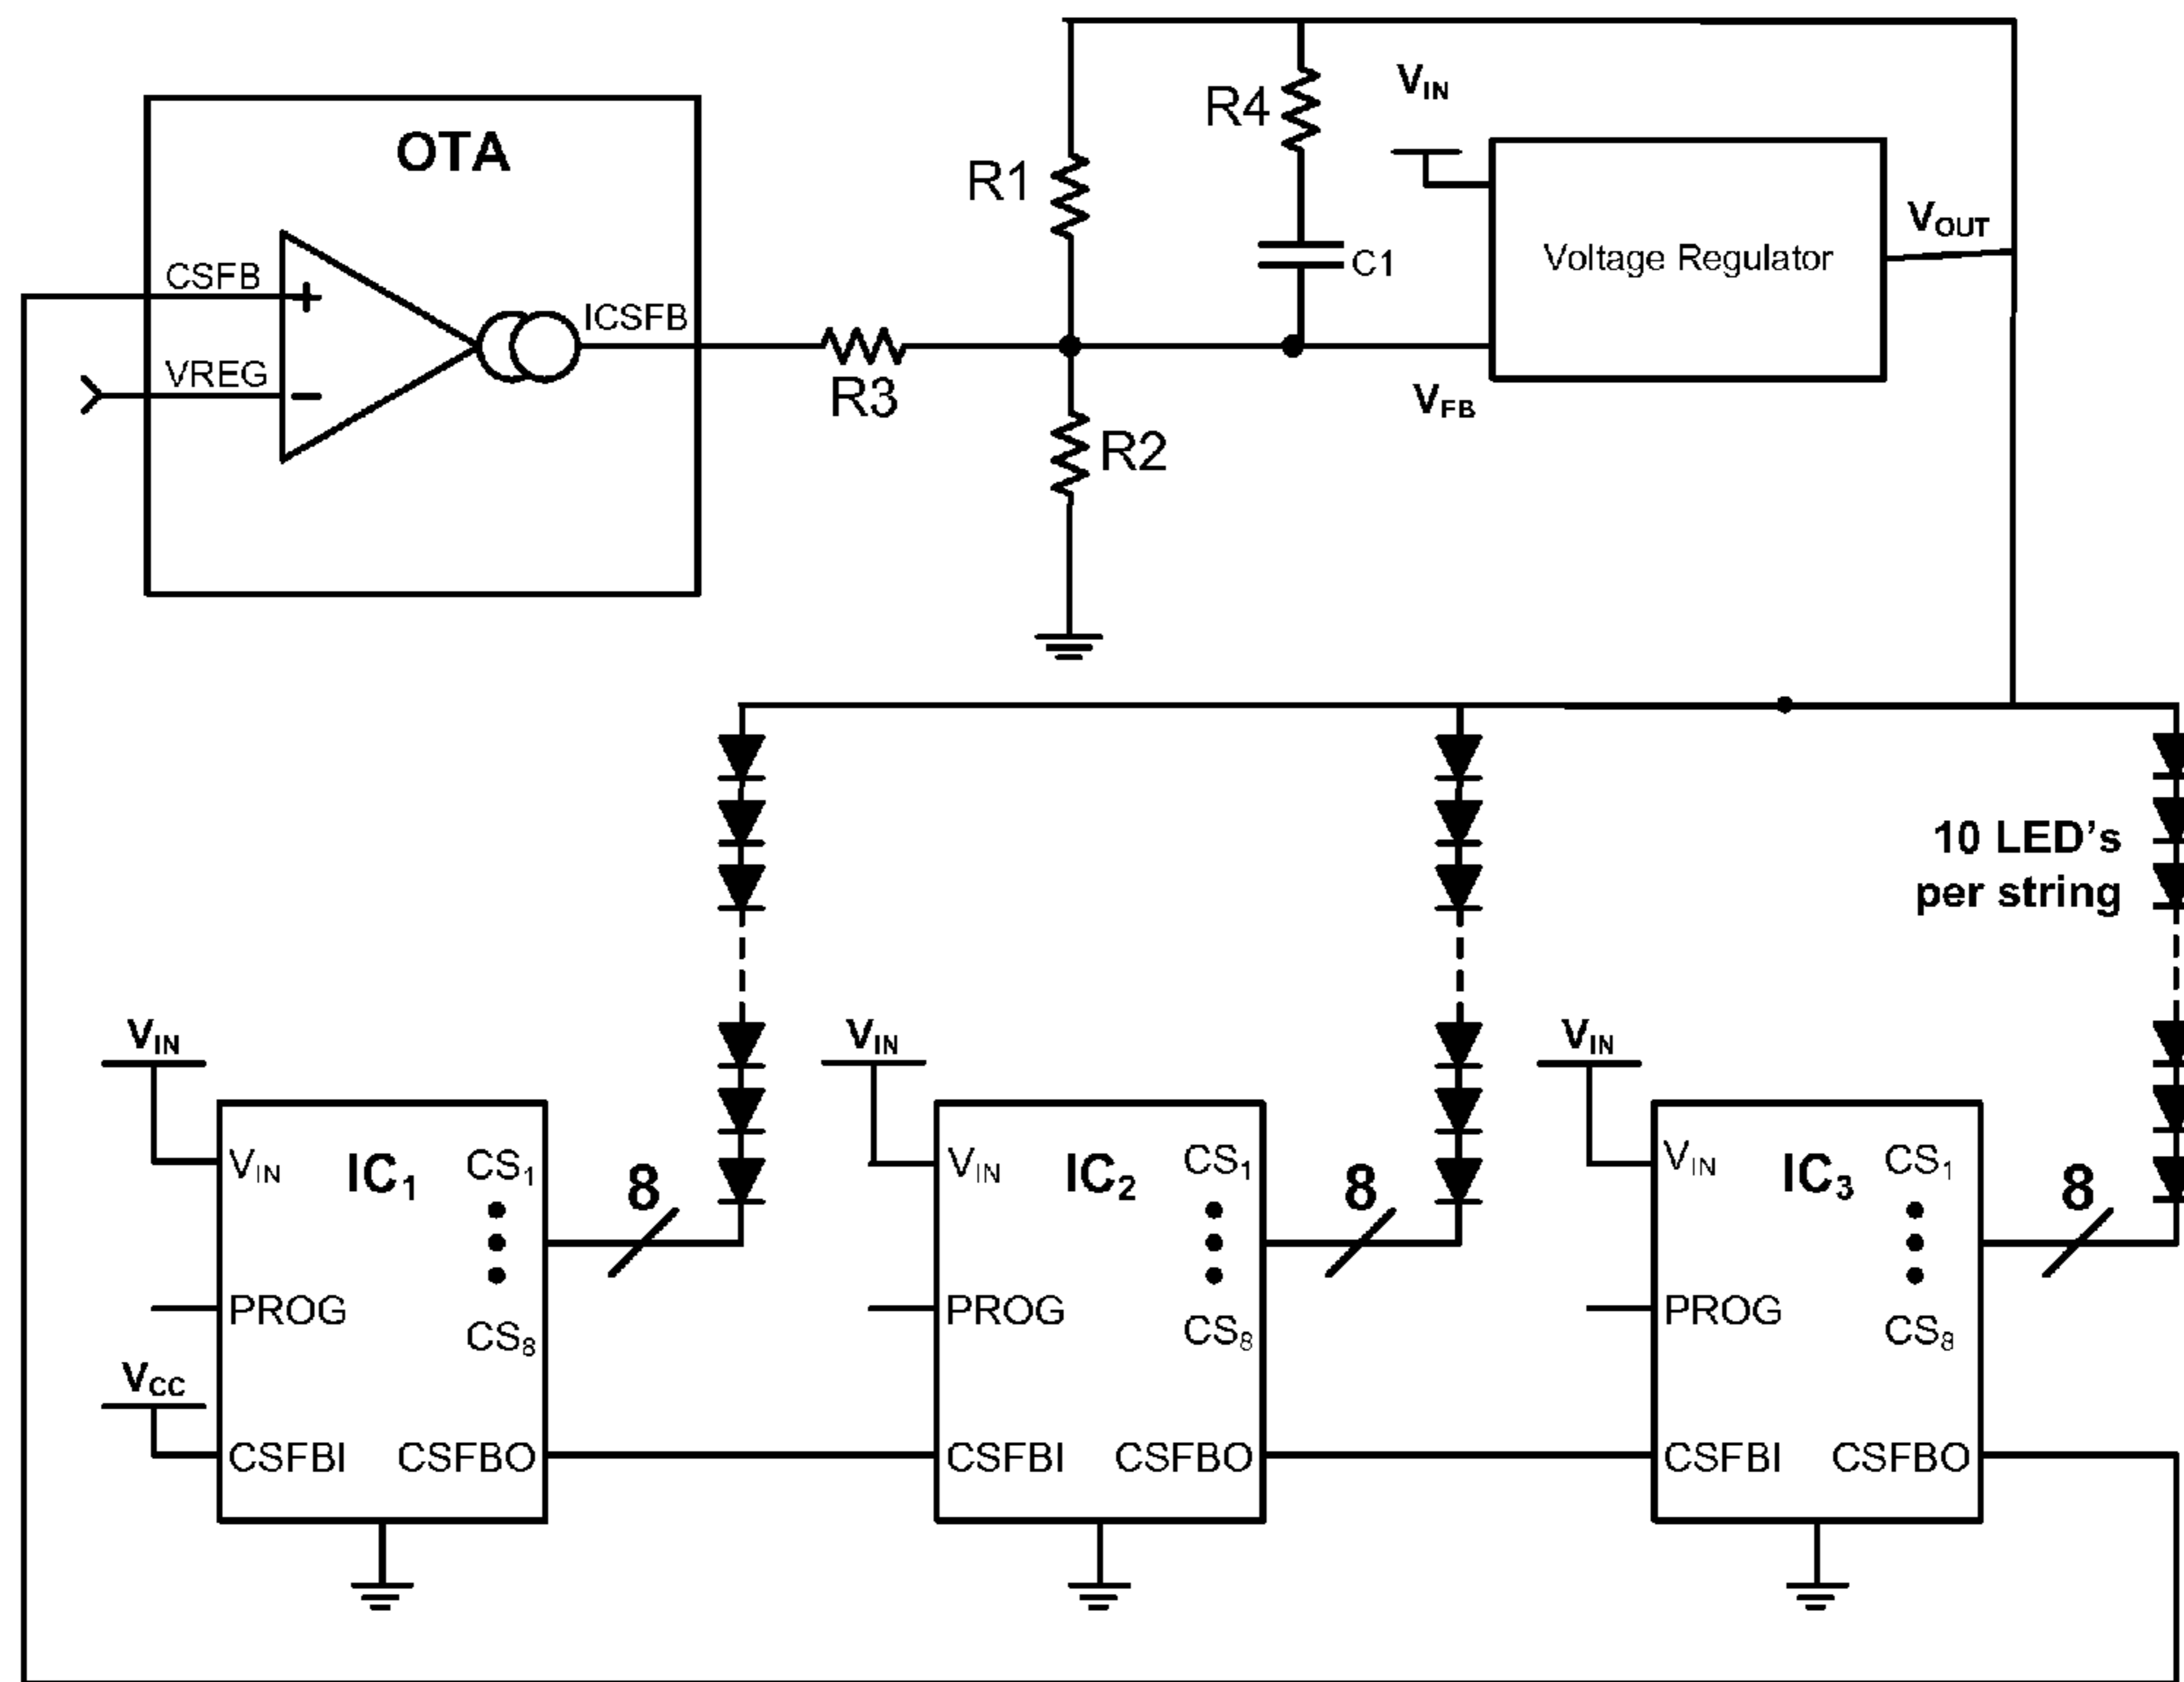 OTA
CSFB
+
VREG
−
ICSFB
R3
R1
R2
R4
C1
VIN
Voltage Regulator
VOUT
VFB
10 LED's
per string
VIN
VIN
IC1
CS1
CS8
PROG
VCC
CSFBI
CSFBO
8
VIN
VIN
IC2
CS1
CS8
PROG
CSFBI
CSFBO
8
VIN
VIN
IC3
CS1
CS8
PROG
CSFBI
CSFBO
8